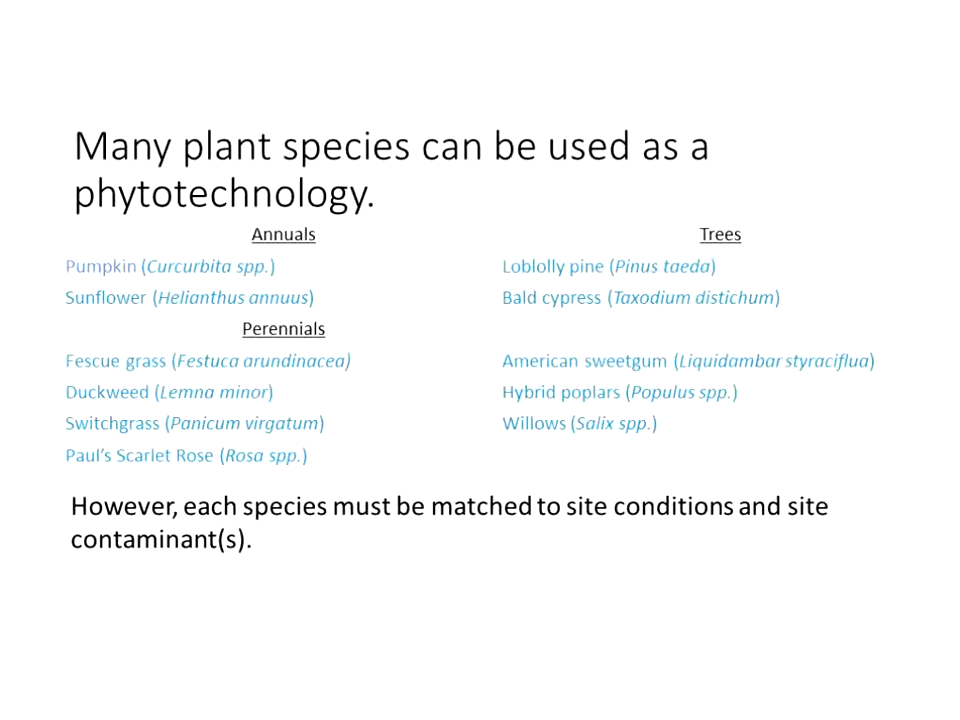 Many plant species can be used as a
phytotechnology.
Annuals
Pumpkin (Curcurbita spp.)
Sunflower (Helianthus annuus)
Perennials
Fescue grass (Festuca arundinacea)
Duckweed (Lemna minor)
Switchgrass (Panicum virgatum)
Paul's Scarlet Rose (Rosa spp.)
Trees
Loblolly pine (Pinus taeda)
Bald cypress (Taxodium distichum)
American sweetgum (Liquidambar styraciflua)
Hybrid poplars (Populus spp.)
Willows (Salix spp.)
However, each species must be matched to site conditions and site
contaminant(s).